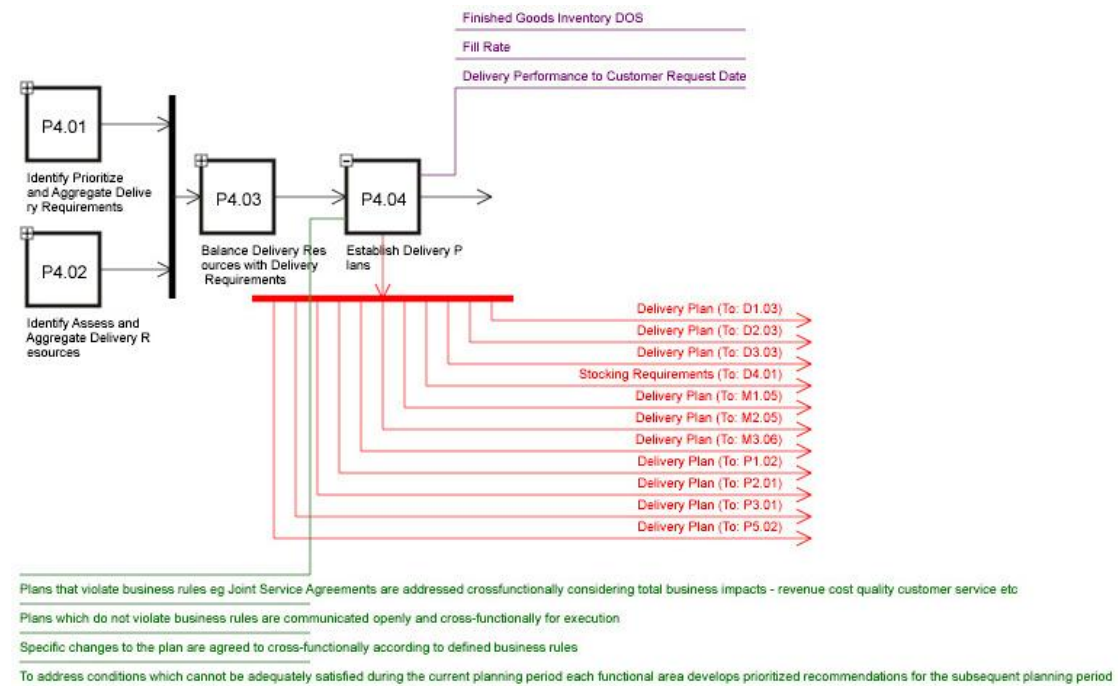 Finished Goods Inventory DOS
Fill Rate
Delivery Performance to Customer Request Date
P4.01
Identify Prioritize
and Aggregate Delive
ry Requirements
P4.02
Identify Assess and
Aggregate Delivery R
esources
P4.03
Balance Delivery Res
ources with Delivery
Requirements
P4.04
Establish Delivery P
lans
Delivery Plan (To: D1.03)
Delivery Plan (To: D2.03)
Delivery Plan (To: D3.03)
Stocking Requirements (To: D4.01)
Delivery Plan (To: M1.05)
Delivery Plan (To: M2.05)
Delivery Plan (To: M3.06)
Delivery Plan (To: P1.02)
Delivery Plan (To: P2.01)
Delivery Plan (To: P3.01)
Delivery Plan (To: P5.02)
Plans that violate business rules eg Joint Service Agreements are addressed crossfunctionally considering total business impacts - revenue cost quality customer service etc
Plans which do not violate business rules are communicated openly and cross-functionally for execution
Specific changes to the plan are agreed to cross-functionally according to defined business rules
To address conditions which cannot be adequately satisfied during the current planning period each functional area develops prioritized recommendations for the subsequent planning period